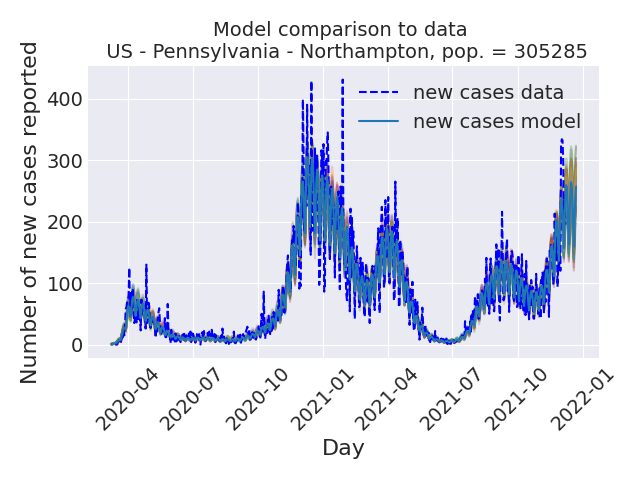 Model comparison to data
US - Pennsylvania - Northampton, pop. = 305285
Number of new cases reported
400
300
200
100
0
new cases data
new cases model
2020-04
2020-07
2020-10
2021-01
2021-04
2021-07
2021-10
2022-01
Day